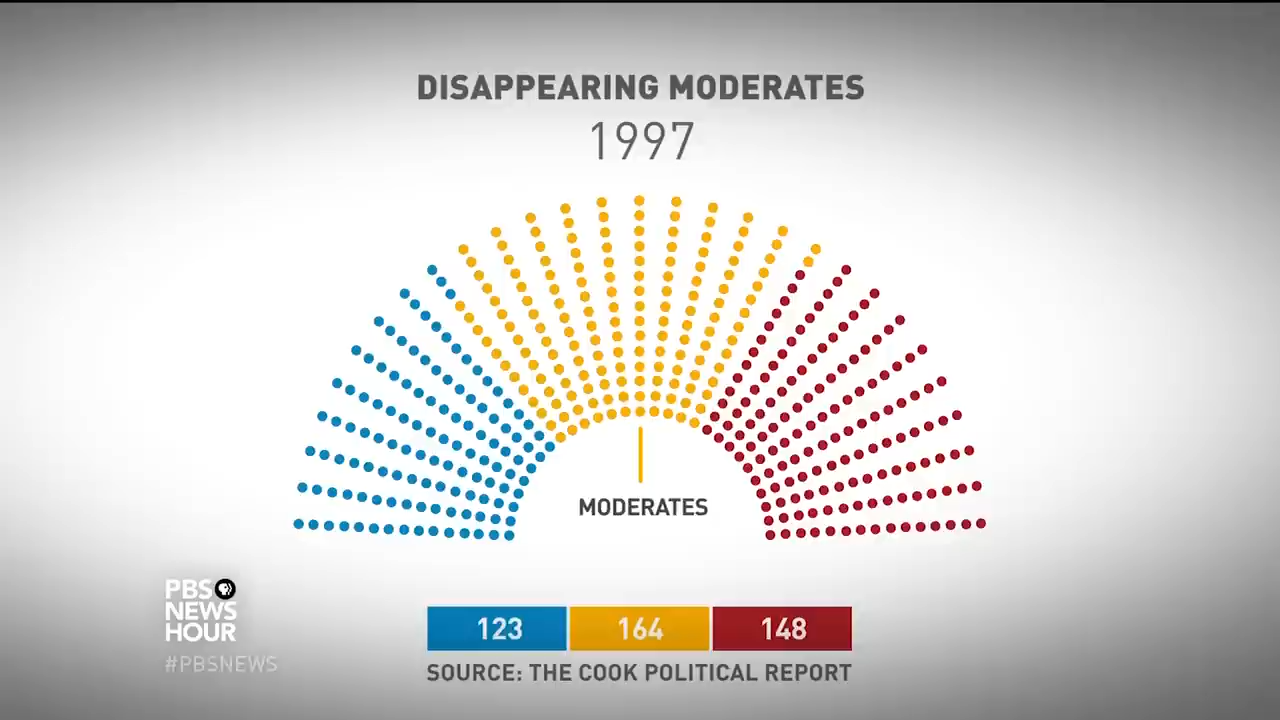 DISAPPEARING MODERATES
1997
MODERATES
PBS
NEWS
HOUR
#PBSNEWS
123 164 148
SOURCE: THE COOK POLITICAL REPORT